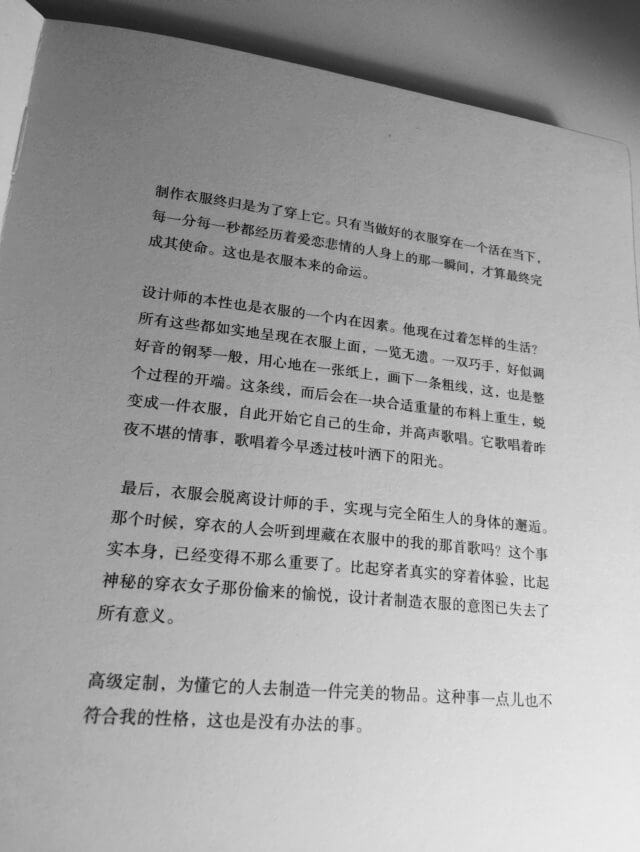 制作衣服终归是为了穿上它。只有当做好的衣服穿在一个活在当下，
每一分每一秒都经历着爱恋悲情的人身上的那一瞬间，才算最终完
成其使命。这也是衣服本来的命运。
设计师的本性也是衣服的一个内在因素。他现在过着怎样的生活？
所有这些都如实地呈现在衣服上面，一览无遗。一双巧手，好似调
好音的钢琴一般，用心地在一张纸上，画下一条粗线，这，也是整
个过程的开端。这条线，而后会在一块合适重量的布料上重生，蜕
变成一件衣服，自此开始它自己的生命，并高声歌唱。它歌唱着昨
夜不堪的情事，歌唱着今早透过枝叶洒下的阳光。
最后，衣服会脱离设计师的手，实现与完全陌生人的身体的邂逅。
那个时候，穿衣的人会听到埋藏在衣服中的我的那首歌吗？这个事
实本身，已经变得不那么重要了。比起穿者真实的穿着体验，比起
神秘的穿衣女子那份偷来的愉悦，设计者制造衣服的意图已失去了
所有意义。
高级定制，为懂它的人去制造一件完美的物品。这种事一点儿也不
符合我的性格，这也是没有办法的事。